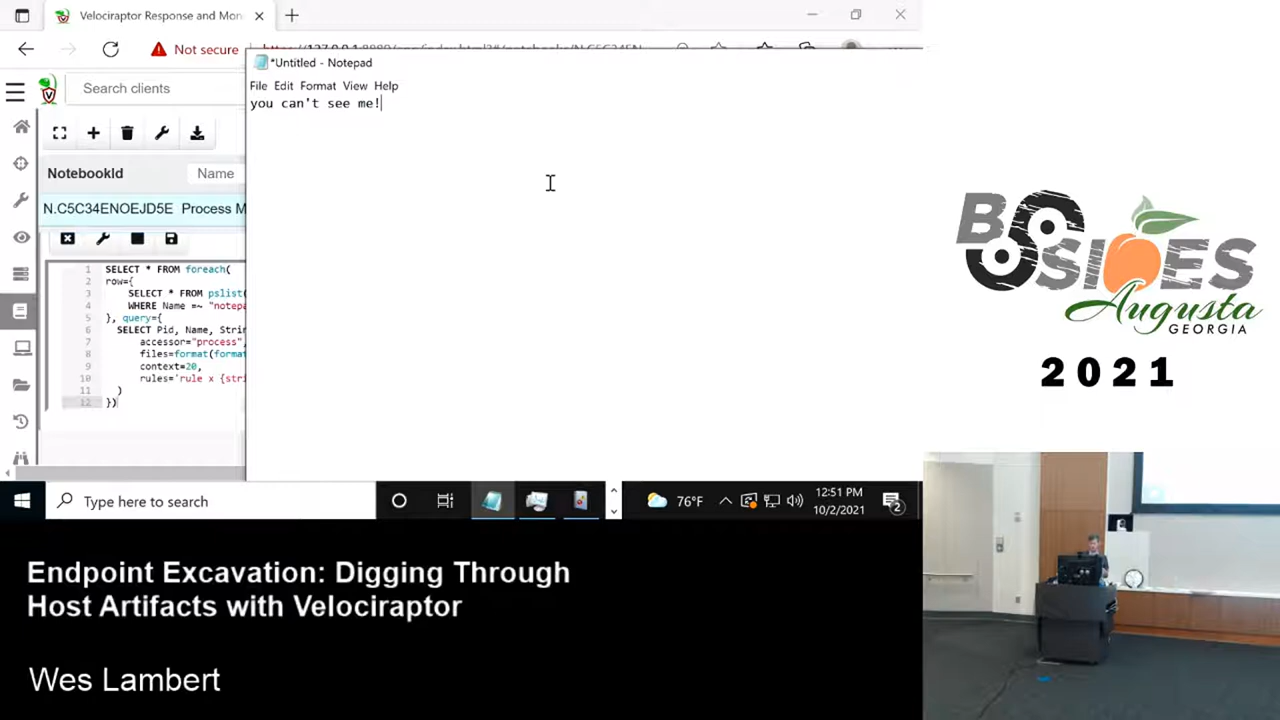 Velociraptor Response and Mon
Not secure
*Untitled - Notepad
File Edit Format View Help
you can't see me!
Search clients
NotebookId
Name
N.C5C34ENOEJD5E Process M
1 SELECT * FROM foreach(
2 row={
3 SELECT * FROM pslist(
4 WHERE Name =~ "notepa
5 }, query={
6 SELECT Pid, Name, Strin
7 accessor="process",
8 files=format(format
9 context=20,
10 rules='rule x {stri
11 )
12 })
Type here to search
76°F
12:51 PM
10/2/2021
2
BSIDES
Augusta
GEORGIA
2021
Endpoint Excavation: Digging Through
Host Artifacts with Velociraptor
Wes Lambert